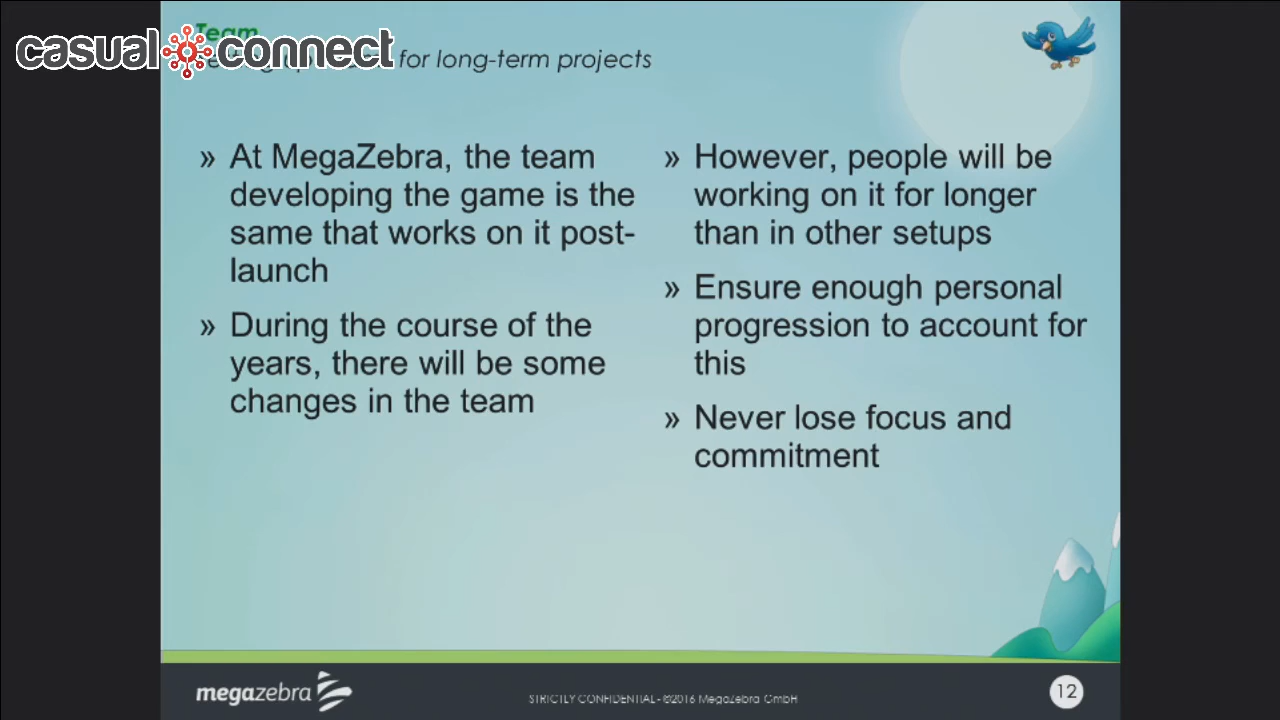 Team
casual connect
for long-term projects
» At MegaZebra, the team
developing the game is the
same that works on it post-
launch
» During the course of the
years, there will be some
changes in the team
» However, people will be
working on it for longer
than in other setups
» Ensure enough personal
progression to account for
this
» Never lose focus and
commitment
megazebra
STRICTLY CONFIDENTIAL - ©2016 MegaZebra GmbH
12